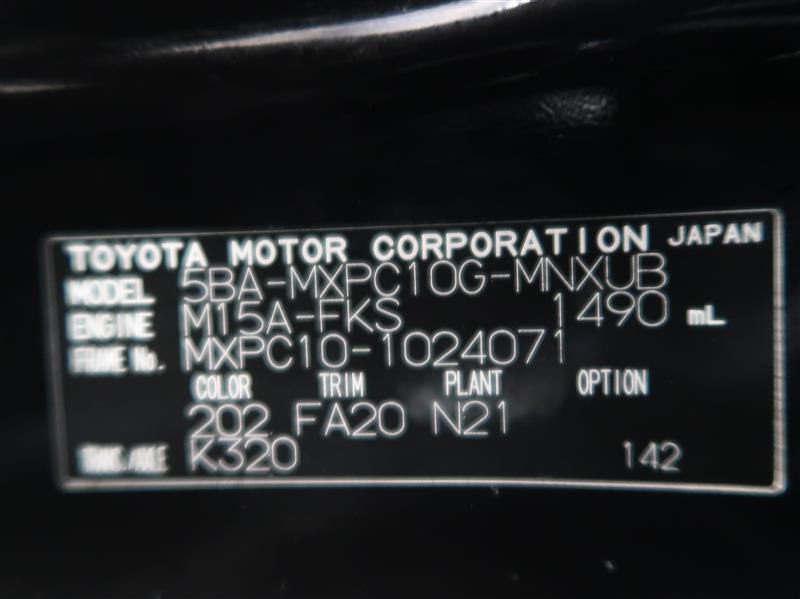 TOYOTA MOTOR CORPORATION JAPAN
MODEL 5BA-MXPC10G-MNXUB
ENGINE M15A-FKS 1490 mL
FRAME No. MXPC10-1024071
COLOR TRIM PLANT OPTION
202 FA20 N21
TRANS/AXLE K320 142